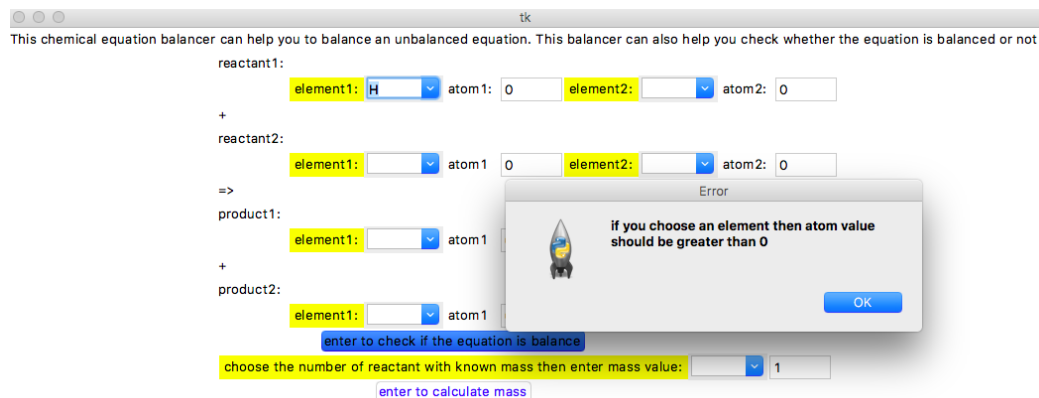 tk
This chemical equation balancer can help you to balance an unbalanced equation. This balancer can also help you check whether the equation is balanced or not
reactant1:
element1: H atom1: 0 element2: atom2: 0
+
reactant2:
element1: atom1 0 element2: atom2: 0
=>
Error
product1:
if you choose an element then atom value
should be greater than 0
element1: atom1
+
product2:
OK
element1: atom1
enter to check if the equation is balance
choose the number of reactant with known mass then enter mass value: 1
enter to calculate mass